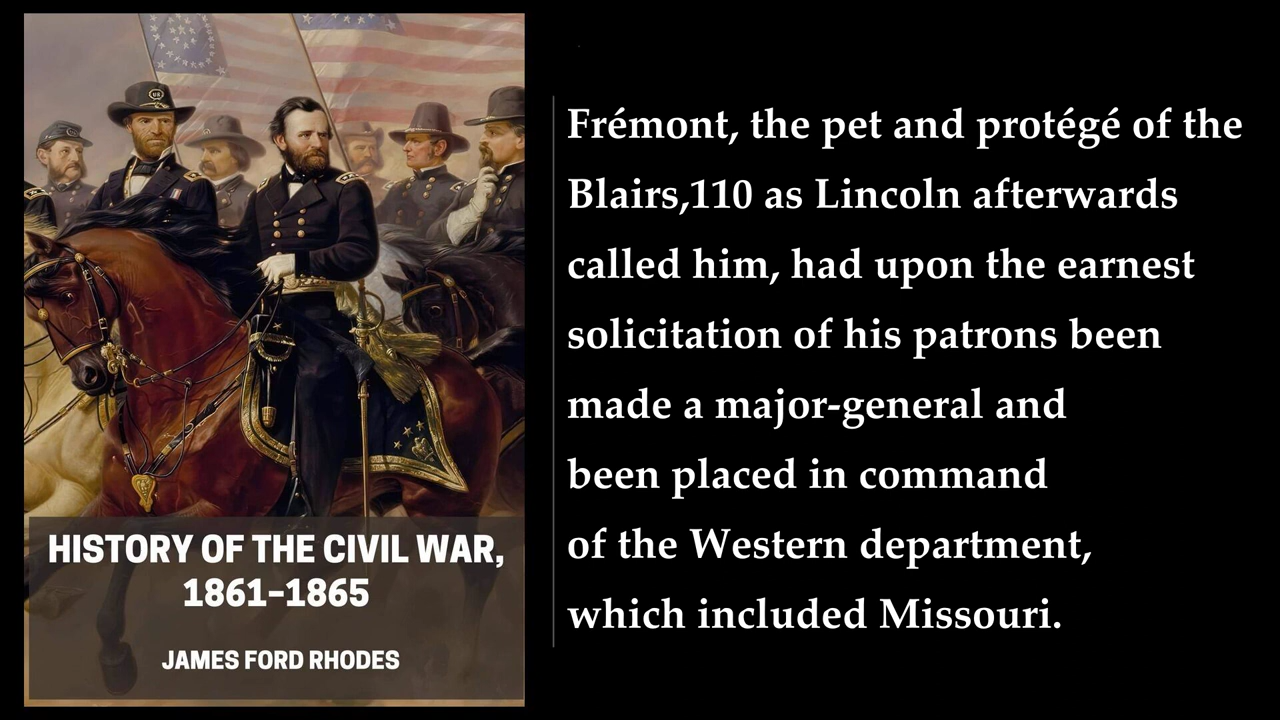 HISTORY OF THE CIVIL WAR,
1861–1865
JAMES FORD RHODES
Frémont, the pet and protégé of the
Blairs,110 as Lincoln afterwards
called him, had upon the earnest
solicitation of his patrons been
made a major-general and
been placed in command
of the Western department,
which included Missouri.